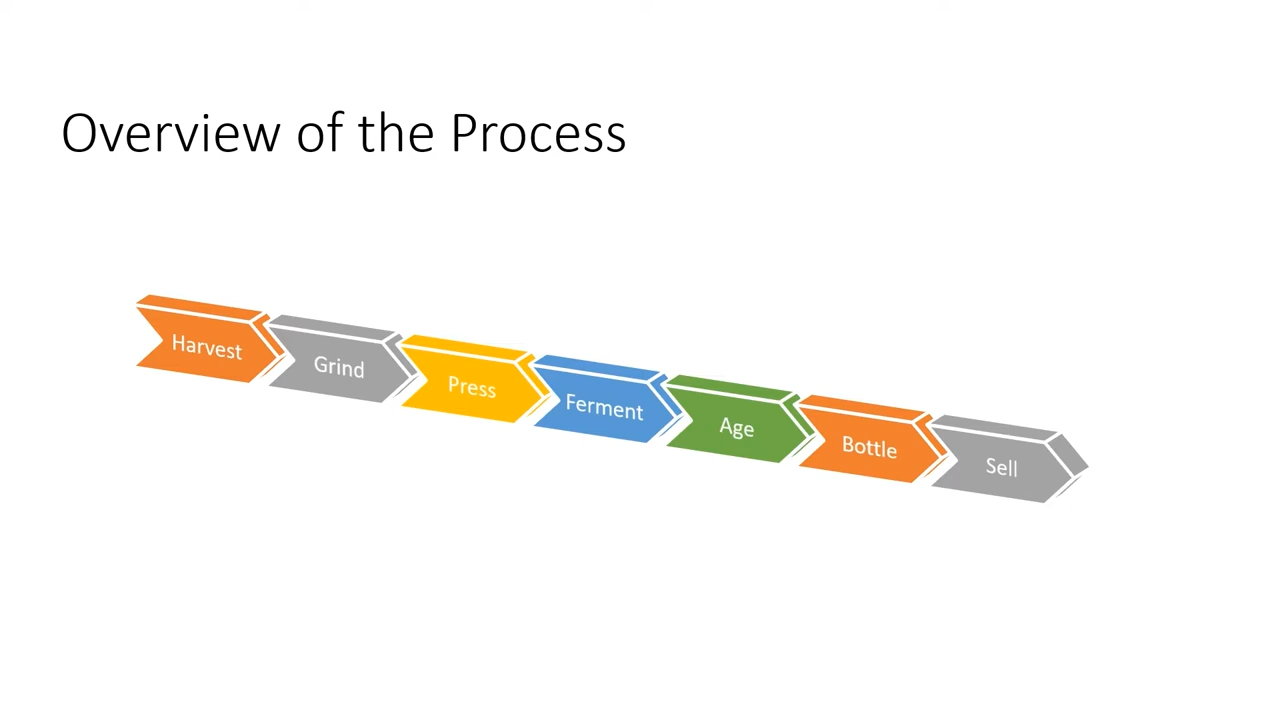 Overview of the Process
Harvest
Grind
Press
Ferment
Age
Bottle
Sell